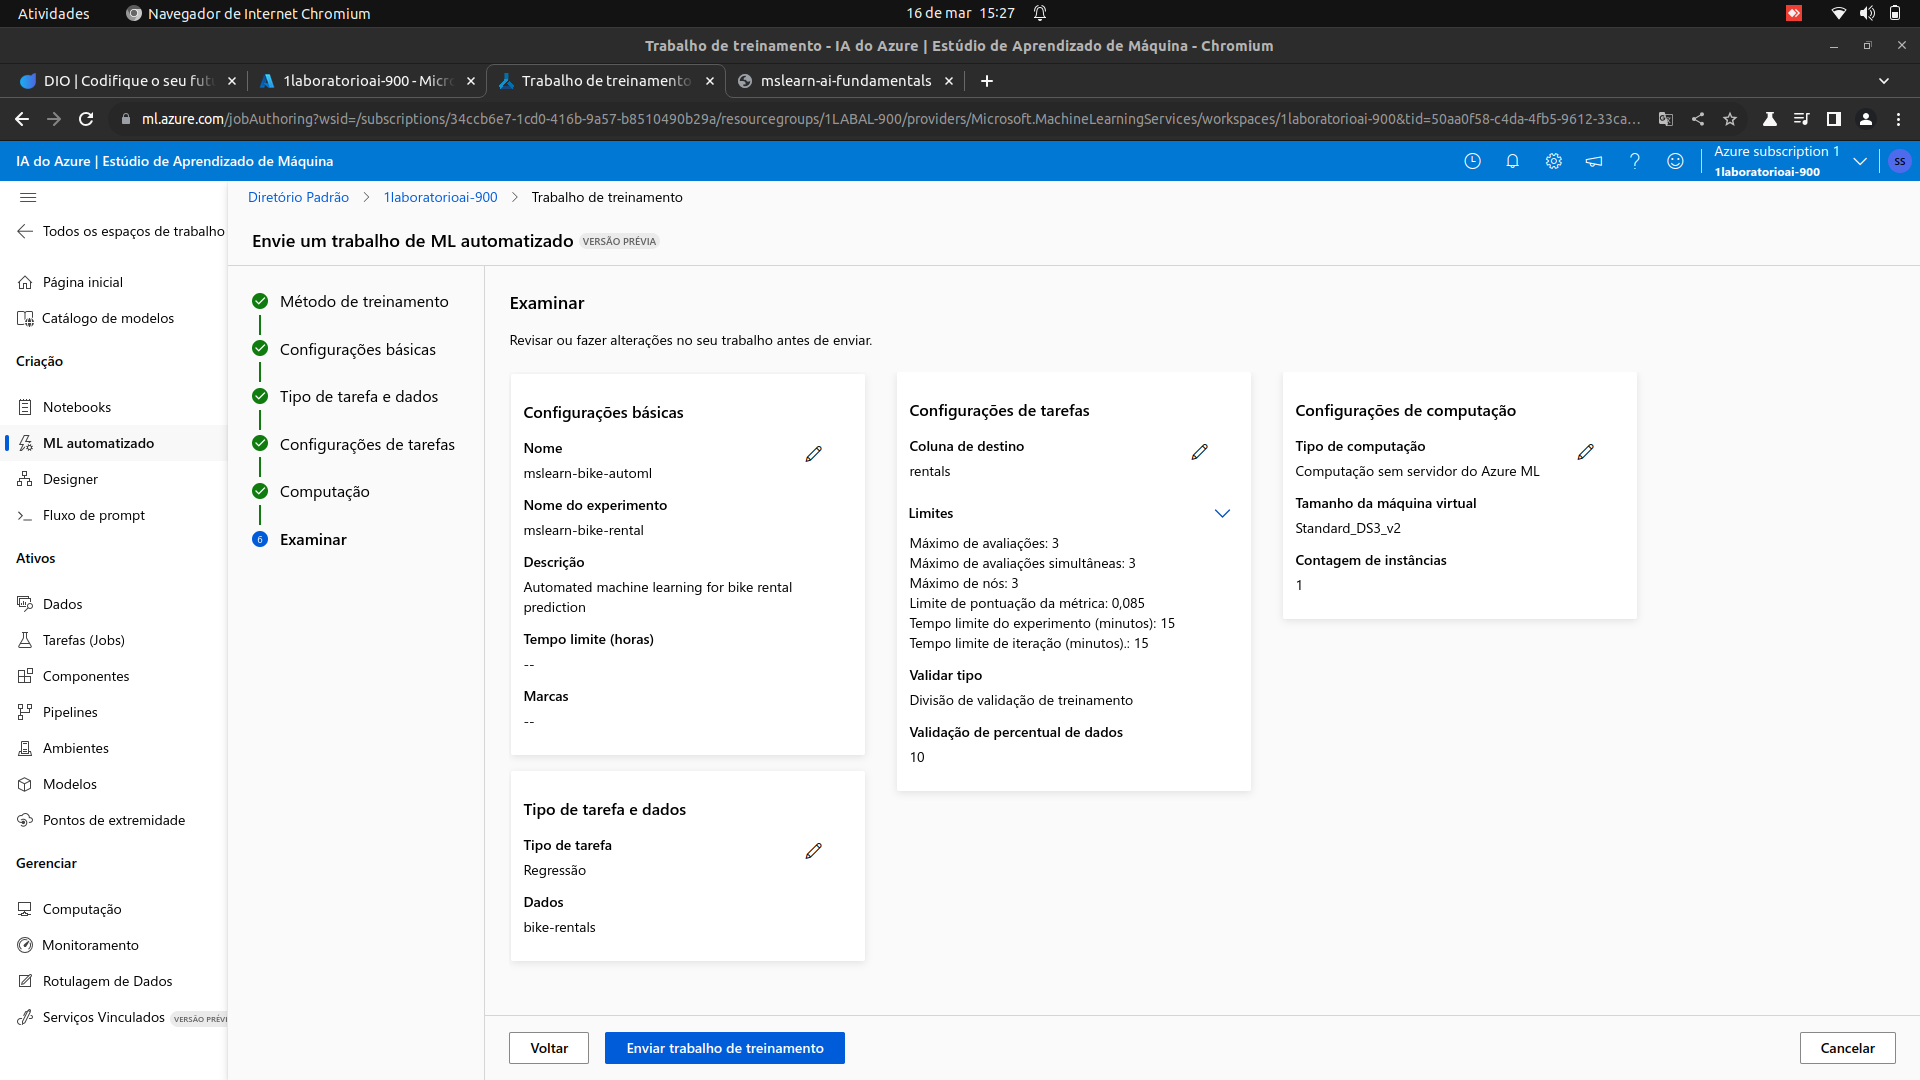 Atividades
Navegador de Internet Chromium
16 de mar 15:27
Trabalho de treinamento - IA do Azure | Estúdio de Aprendizado de Máquina - Chromium
DIO | Codifique o seu futu
1laboratorioai-900 - Micro
Trabalho de treinamento
mslearn-ai-fundamentals
ml.azure.com/jobAuthoring?wsid=/subscriptions/34ccb6e7-1cd0-416b-9a57-b8510490b29a/resourcegroups/1LABAL-900/providers/Microsoft.MachineLearningServices/workspaces/1laboratorioai-900&tid=50aa0f58-c4da-4fb5-9612-33ca...
IA do Azure | Estúdio de Aprendizado de Máquina
Azure subscription 1
1laboratorioai-900
SS
Todos os espaços de trabalho
Página inicial
Catálogo de modelos
Criação
Notebooks
ML automatizado
Designer
Fluxo de prompt
Ativos
Dados
Tarefas (Jobs)
Componentes
Pipelines
Ambientes
Modelos
Pontos de extremidade
Gerenciar
Computação
Monitoramento
Rotulagem de Dados
Serviços Vinculados VERSÃO PRÉVI
Diretório Padrão > 1laboratorioai-900 > Trabalho de treinamento
Envie um trabalho de ML automatizado VERSÃO PRÉVIA
Método de treinamento
Configurações básicas
Tipo de tarefa e dados
Configurações de tarefas
Computação
6 Examinar
Examinar
Revisar ou fazer alterações no seu trabalho antes de enviar.
Configurações básicas
Nome
mslearn-bike-automl
Nome do experimento
mslearn-bike-rental
Descrição
Automated machine learning for bike rental
prediction
Tempo limite (horas)
--
Marcas
--
Tipo de tarefa e dados
Tipo de tarefa
Regressão
Dados
bike-rentals
Configurações de tarefas
Coluna de destino
rentals
Limites
Máximo de avaliações: 3
Máximo de avaliações simultâneas: 3
Máximo de nós: 3
Limite de pontuação da métrica: 0,085
Tempo limite do experimento (minutos): 15
Tempo limite de iteração (minutos).: 15
Validar tipo
Divisão de validação de treinamento
Validação de percentual de dados
10
Configurações de computação
Tipo de computação
Computação sem servidor do Azure ML
Tamanho da máquina virtual
Standard_DS3_v2
Contagem de instâncias
1
Voltar
Enviar trabalho de treinamento
Cancelar